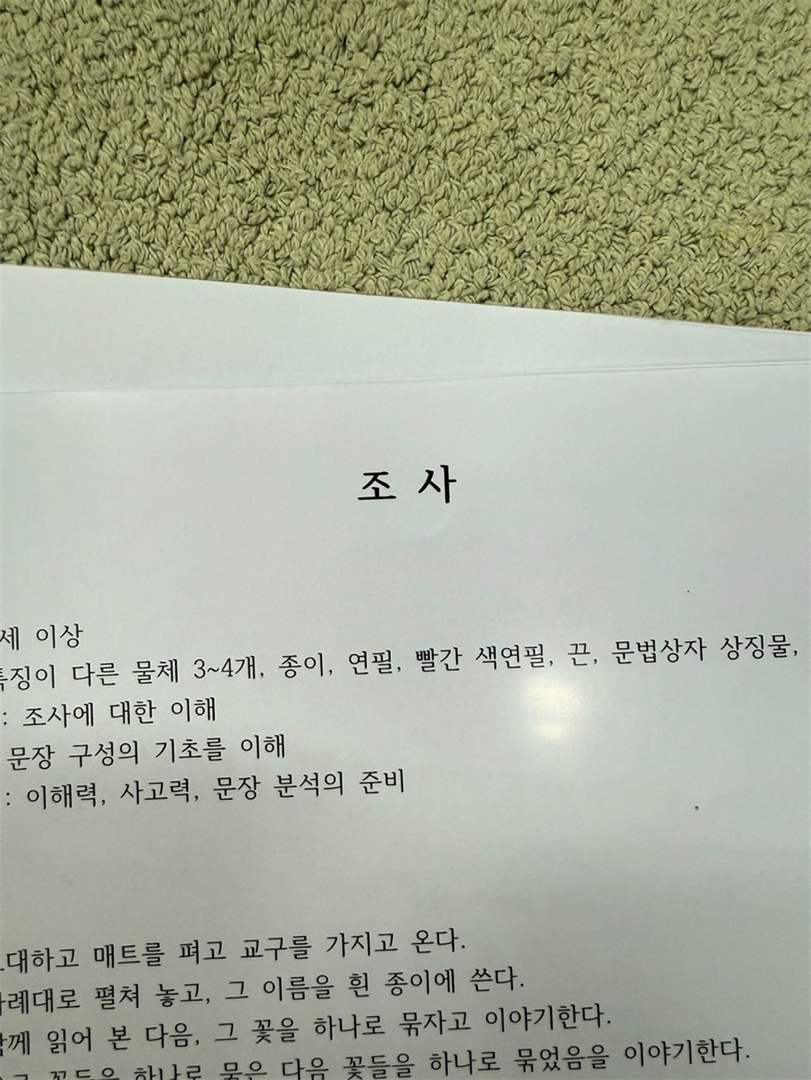 조 사
세 이상
특징이 다른 물체 3~4개, 종이, 연필, 빨간 색연필, 끈, 문법상자 상징물,
: 조사에 대한 이해
문장 구성의 기초를 이해
: 이해력, 사고력, 문장 분석의 준비
매트를 펴고 교구를 가지고 온다.
펼쳐 놓고, 그 이름을 흰 종이에 쓴다.
읽어 본 다음, 그 꽃을 하나로 묶자고 이야기한다.
꽃들을 하나로 묶은 다음 꽃들을 하나로 묶었음을 이야기한다.